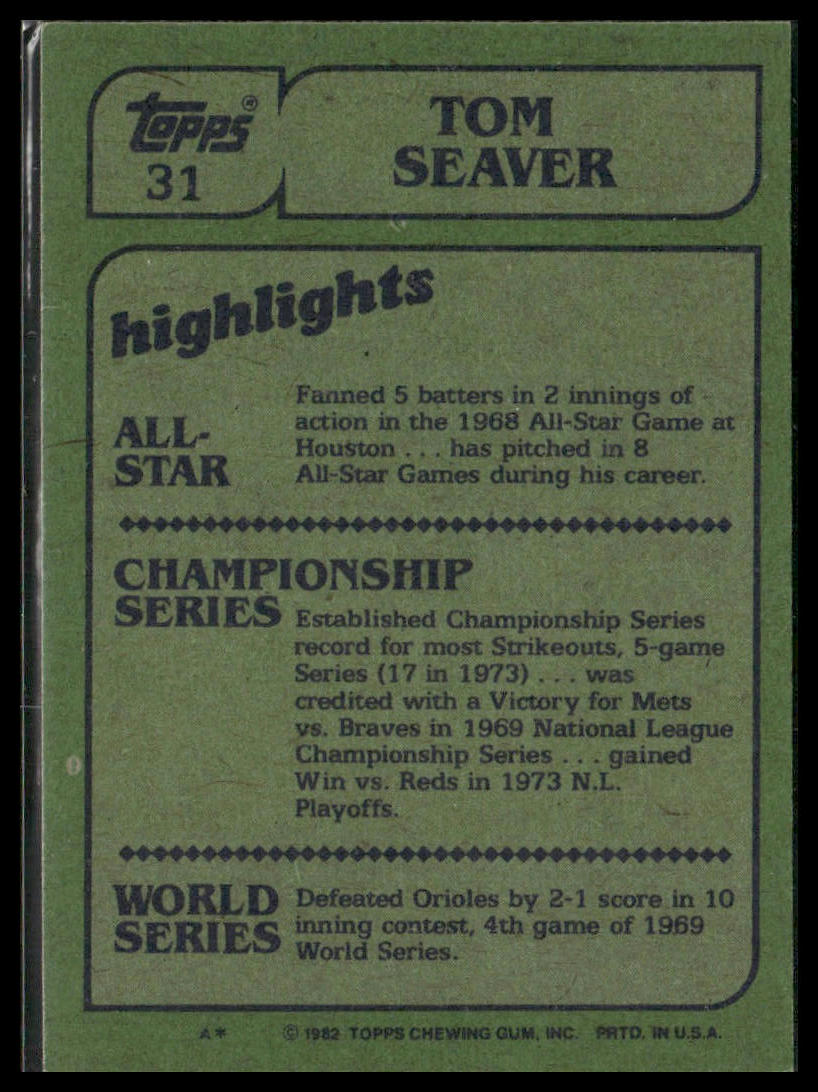 topps®
31
TOM
SEAVER
highlights
ALL-
STAR
Fanned 5 batters in 2 innings of
action in the 1968 All-Star Game at
Houston . . . has pitched in 8
All-Star Games during his career.
CHAMPIONSHIP
SERIES
Established Championship Series
record for most Strikeouts, 5-game
Series (17 in 1973) . . . was
credited with a Victory for Mets
vs. Braves in 1969 National League
Championship Series . . . gained
Win vs. Reds in 1973 N.L.
Playoffs.
WORLD
SERIES
Defeated Orioles by 2-1 score in 10
inning contest, 4th game of 1969
World Series.
A* © 1982 TOPPS CHEWING GUM, INC. PRTD. IN U.S.A.